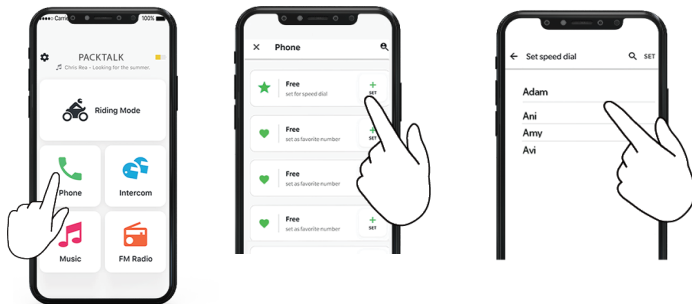 Carrier
100%
PACKTALK
Chris Rea - Looking for the summer
Riding Mode
Phone
Intercom
Music
FM Radio
Phone
Free
set for speed dial
SET
Free
set as favorite number
SET
Free
set as favorite number
Free
set as favorite number
SET
Set speed dial
SET
Adam
Ani
Amy
Avi